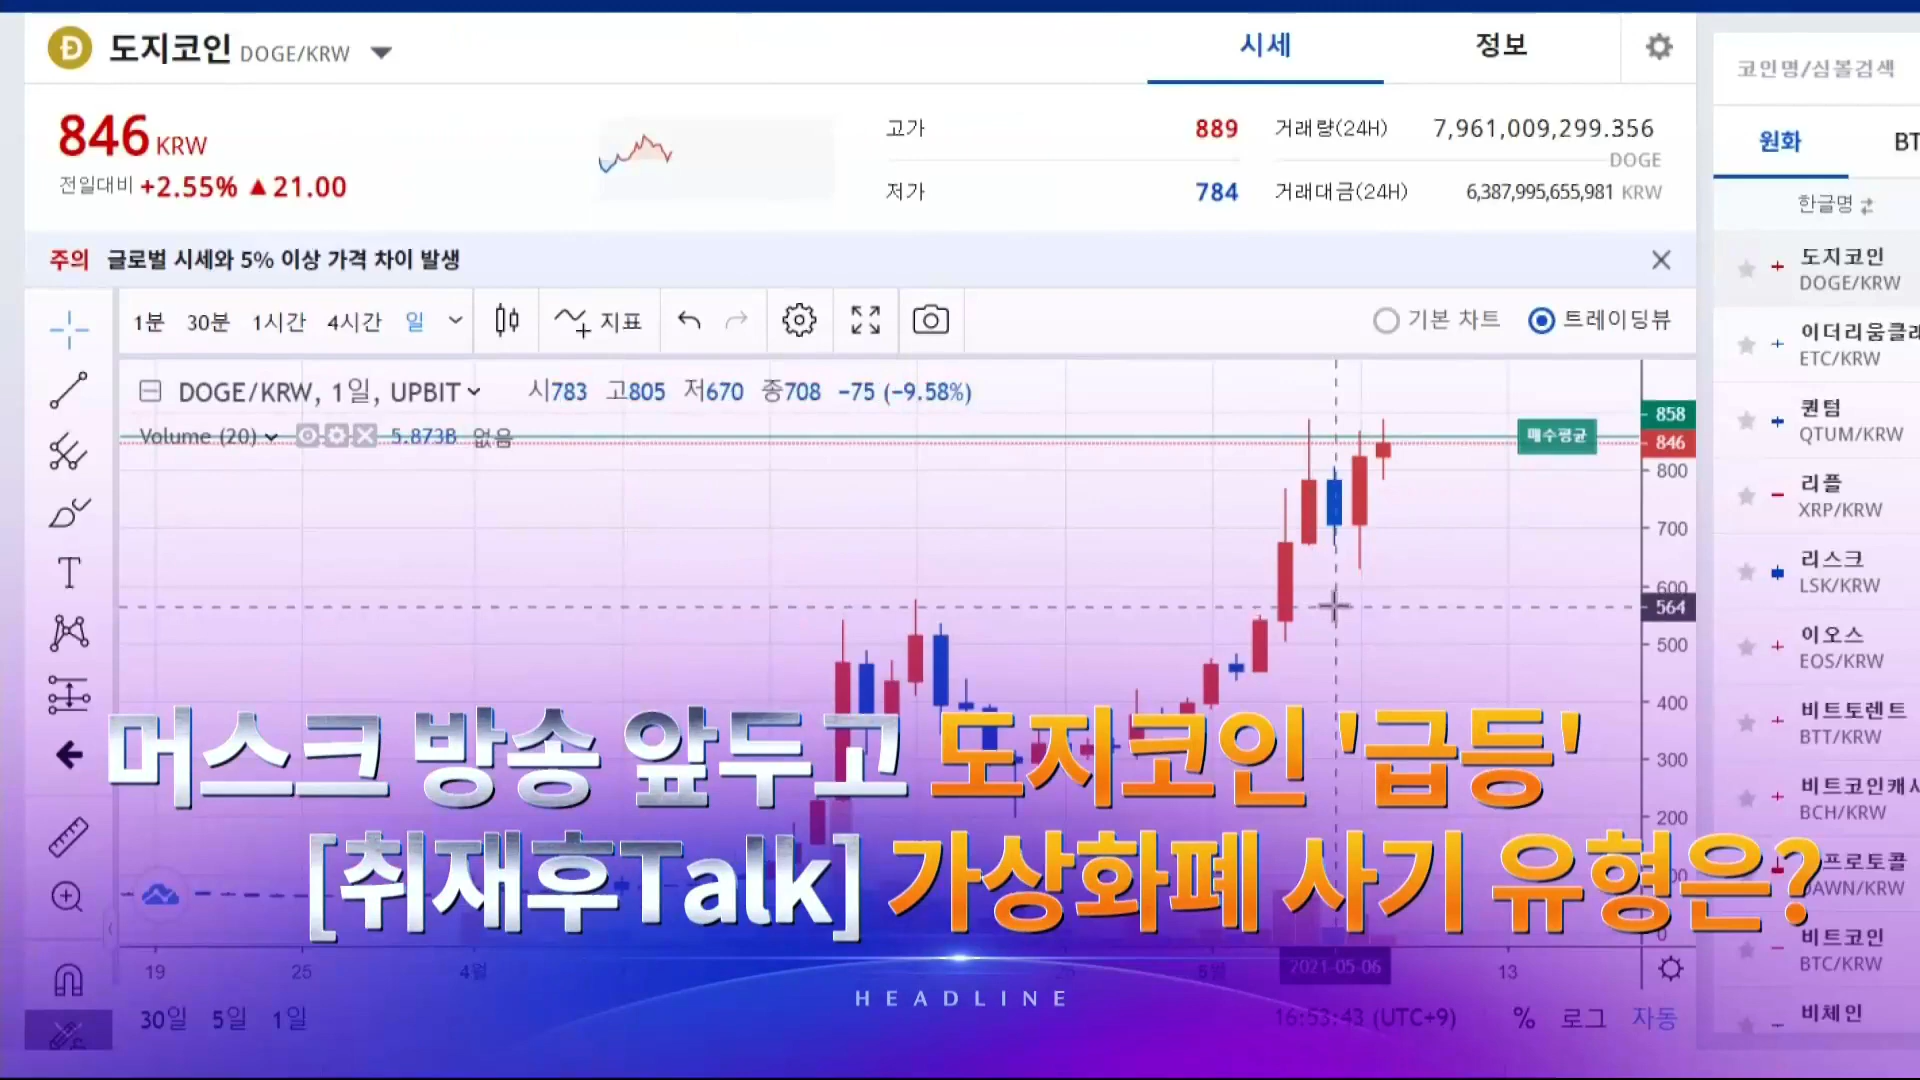 도지코인 DOGE/KRW
시세 정보
코인명/심볼검색
846 KRW
전일대비 +2.55% ▲21.00
고가 889
저가 784
거래량(24H) 7,961,009,299.356
DOGE
거래대금(24H) 6,387,995,655,981 KRW
원화
한글명
주의 글로벌 시세와 5% 이상 가격 차이 발생
1분 30분 1시간 4시간 일 지표
기본 차트 트레이딩뷰
DOGE/KRW, 1일, UPBIT 시783 고805 저670 종708 -75 (-9.58%)
Volume (20) 5.873B 없음
매수평균
858
846
800
700
600
564
500
400
300
200
0
도지코인
DOGE/KRW
ETC/KRW
퀀텀
QTUM/KRW
리플
XRP/KRW
리스크
LSK/KRW
이오스
EOS/KRW
비트토렌트
BTT/KRW
BCH/KRW
비트코인
BTC/KRW
비체인
머스크 방송 앞두고 도지코인 '급등'
[취재후Talk] 가상화폐 사기 유형은?
19 25 4월 5월 2021-05-06 13
HEADLINE
30일 5일 1일
16:53:43 (UTC+9) % 로그 자동